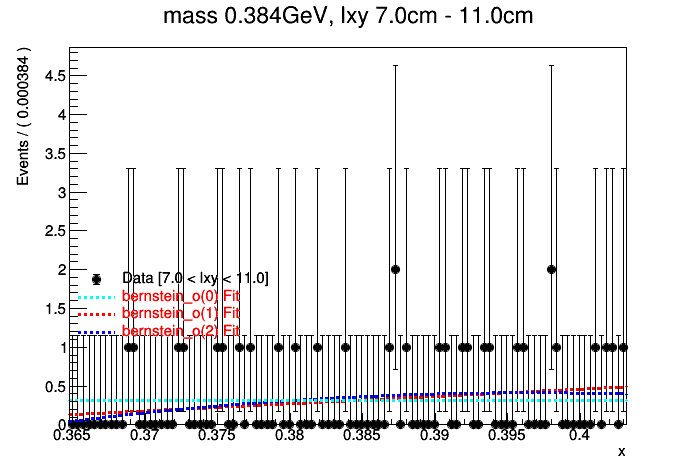 mass 0.384GeV, lxy 7.0cm - 11.0cm
Events / ( 0.000384 )
4.5
4
3.5
3
2.5
2
1.5
1
0.5
0
Data [7.0 < lxy < 11.0]
bernstein_o(0) Fit
bernstein_o(1) Fit
bernstein_o(2) Fit
0.365 0.37 0.375 0.38 0.385 0.39 0.395 0.4
x